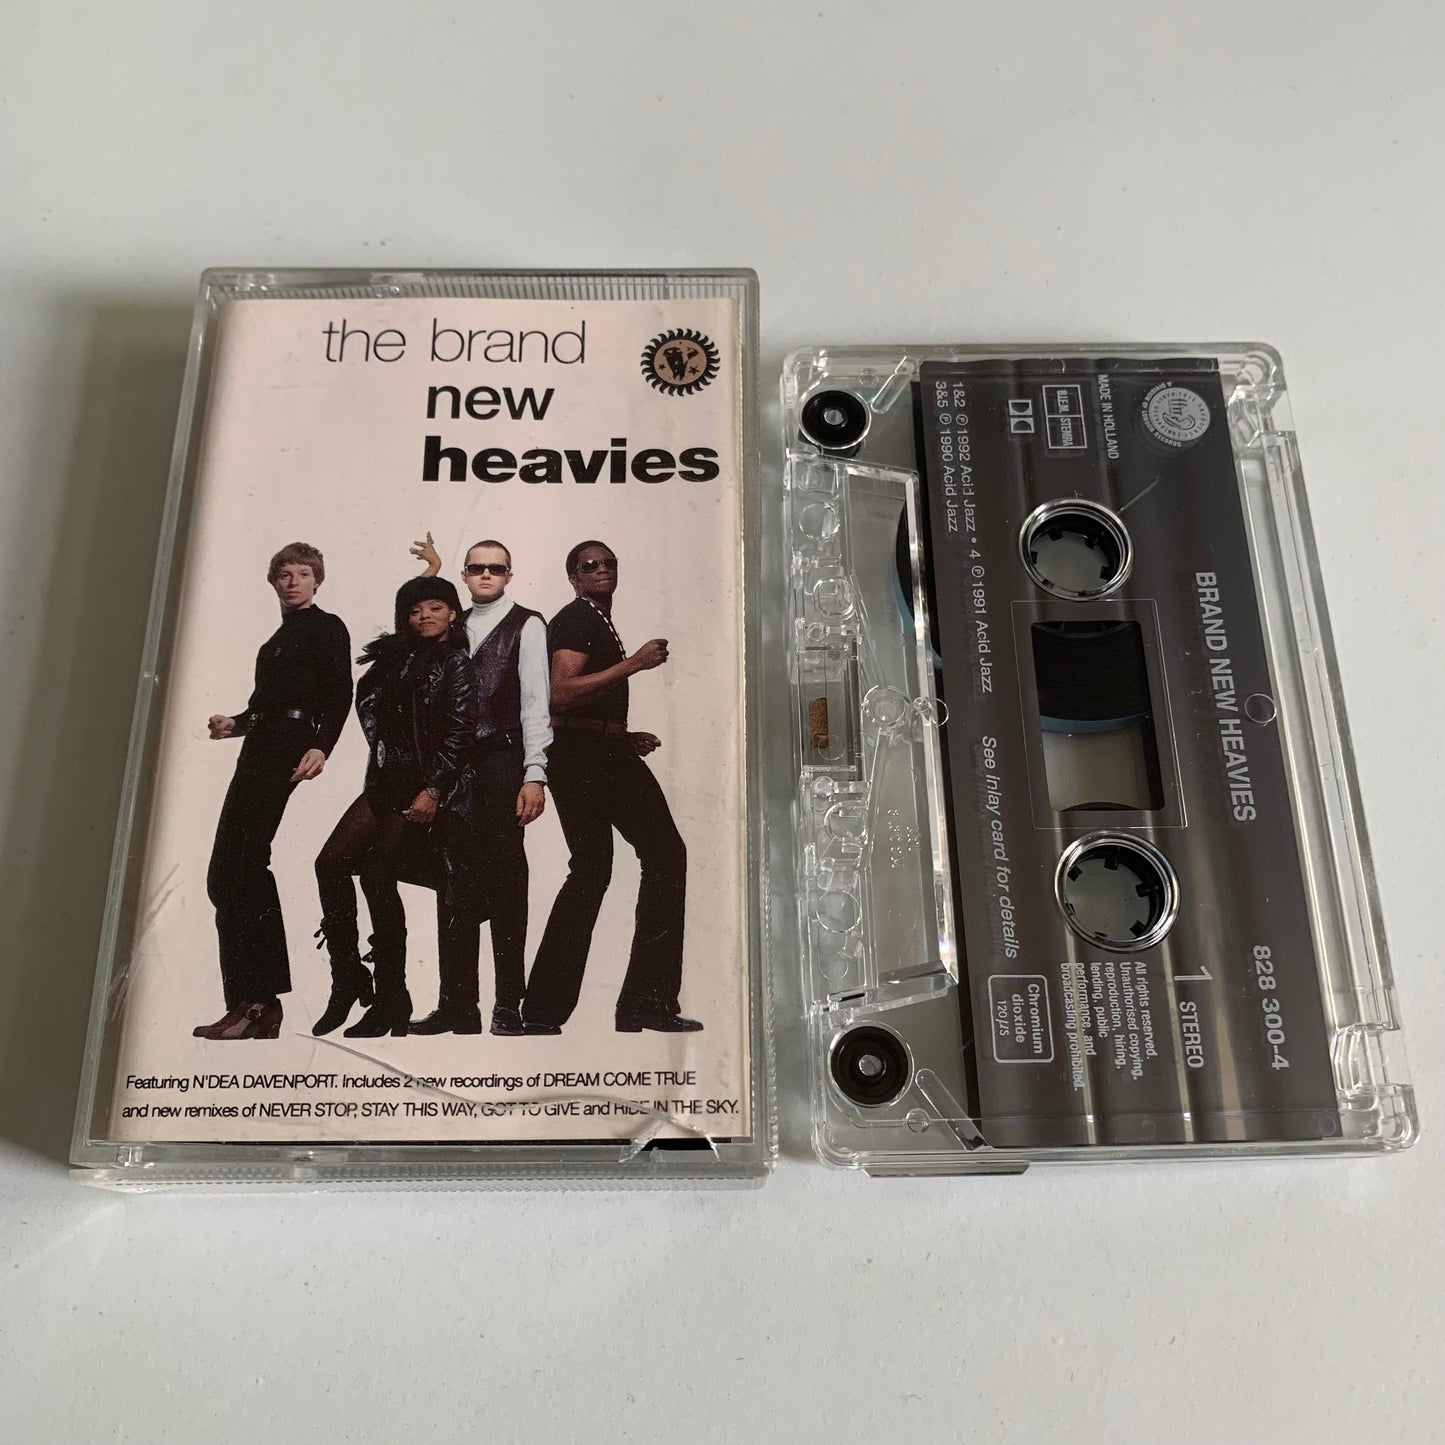 the brand
new
heavies
Featuring N'DEA DAVENPORT. Includes 2 new recordings of DREAM COME TRUE
and new remixes of NEVER STOP, STAY THIS WAY, GOT TO GIVE and RIDE IN THE SKY.
ffrr
MADE IN HOLLAND
B.I.E.M. STEMRA
1&2 ℗ 1992 Acid Jazz • 4 ℗ 1991 Acid Jazz
3&5 ℗ 1990 Acid Jazz
See inlay card for details
BRAND NEW HEAVIES
828 300-4
1 STEREO
All rights reserved.
Unauthorised copying,
reproduction, hiring,
lending, public
performance, and
broadcasting prohibited.
Chromium
dioxide
120µS